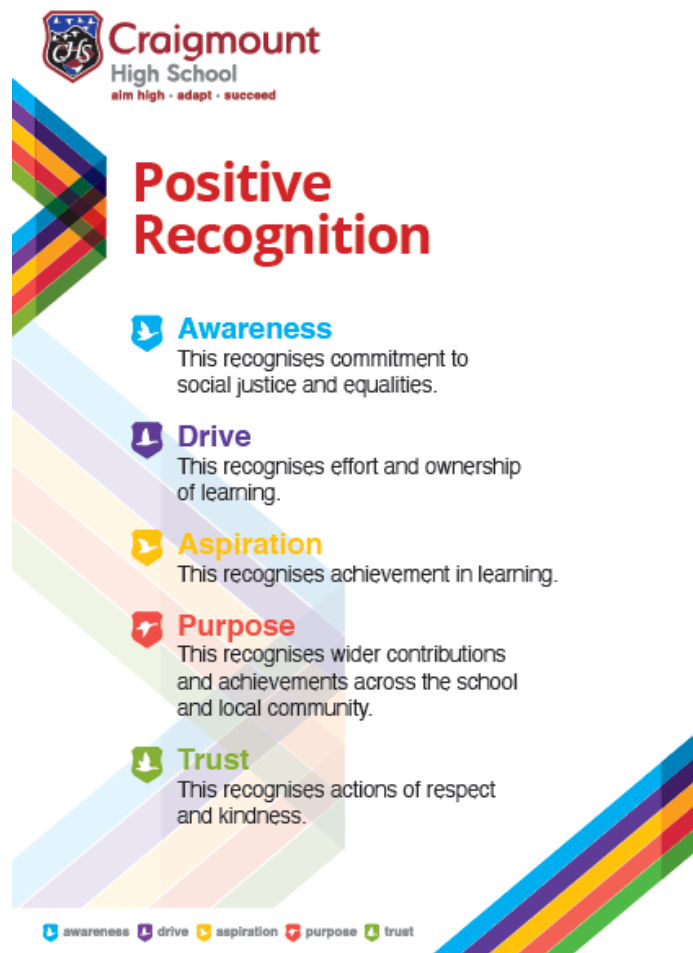 CHS
Craigmount
High School
aim high · adapt · succeed
Positive
Recognition
Awareness
This recognises commitment to
social justice and equalities.
Drive
This recognises effort and ownership
of learning.
Aspiration
This recognises achievement in learning.
Purpose
This recognises wider contributions
and achievements across the school
and local community.
Trust
This recognises actions of respect
and kindness.
awareness drive aspiration purpose trust